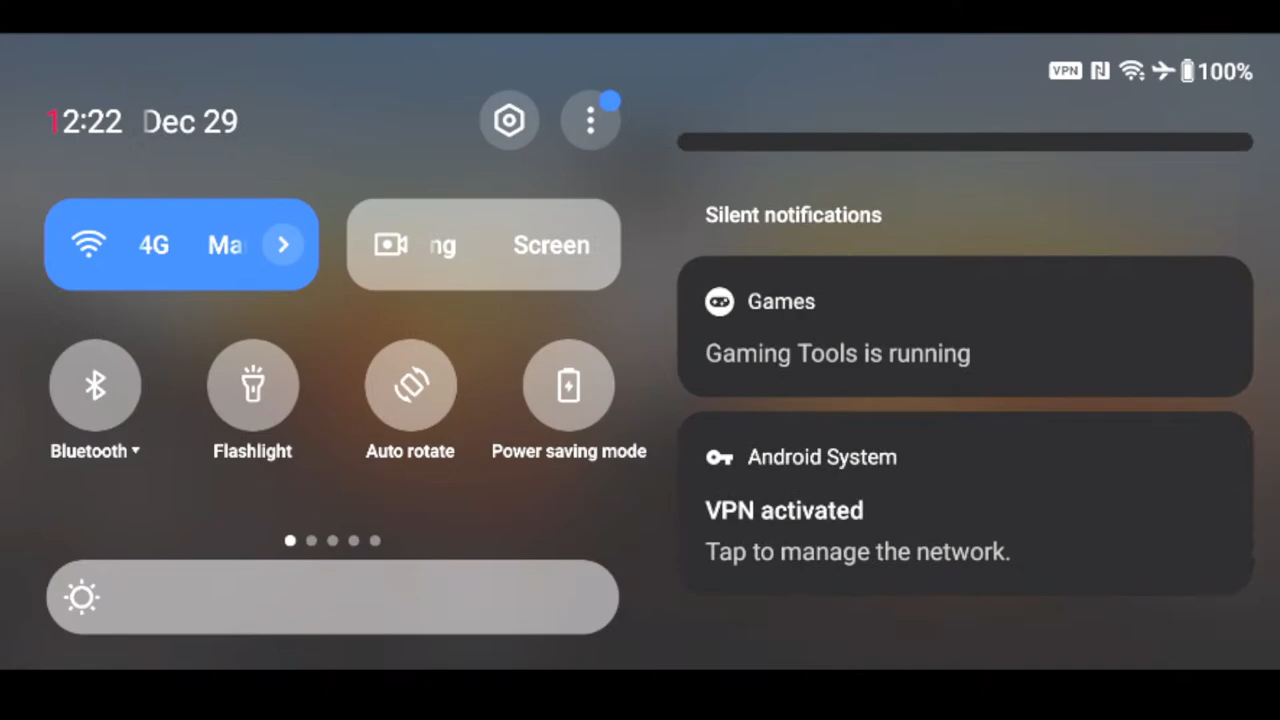 VPN 100%
12:22 Dec 29
4G Ma
ng Screen
Bluetooth
Flashlight
Auto rotate
Power saving mode
Silent notifications
Games
Gaming Tools is running
Android System
VPN activated
Tap to manage the network.